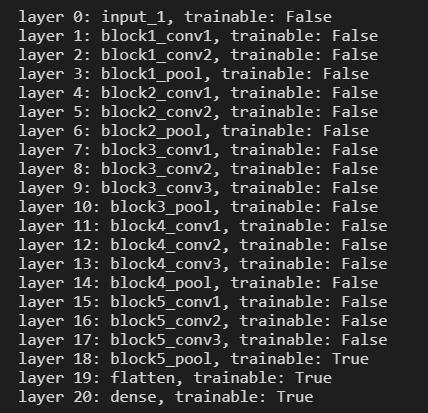 layer 0: input_1, trainable: False
layer 1: block1_conv1, trainable: False
layer 2: block1_conv2, trainable: False
layer 3: block1_pool, trainable: False
layer 4: block2_conv1, trainable: False
layer 5: block2_conv2, trainable: False
layer 6: block2_pool, trainable: False
layer 7: block3_conv1, trainable: False
layer 8: block3_conv2, trainable: False
layer 9: block3_conv3, trainable: False
layer 10: block3_pool, trainable: False
layer 11: block4_conv1, trainable: False
layer 12: block4_conv2, trainable: False
layer 13: block4_conv3, trainable: False
layer 14: block4_pool, trainable: False
layer 15: block5_conv1, trainable: False
layer 16: block5_conv2, trainable: False
layer 17: block5_conv3, trainable: False
layer 18: block5_pool, trainable: True
layer 19: flatten, trainable: True
layer 20: dense, trainable: True